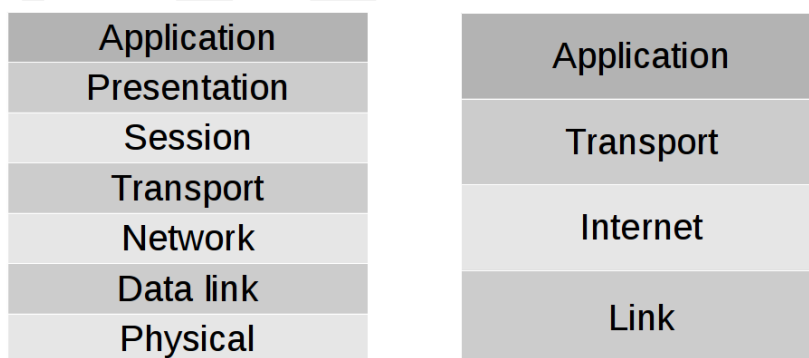 Application
Presentation
Session
Transport
Network
Data link
Physical
Application
Transport
Internet
Link